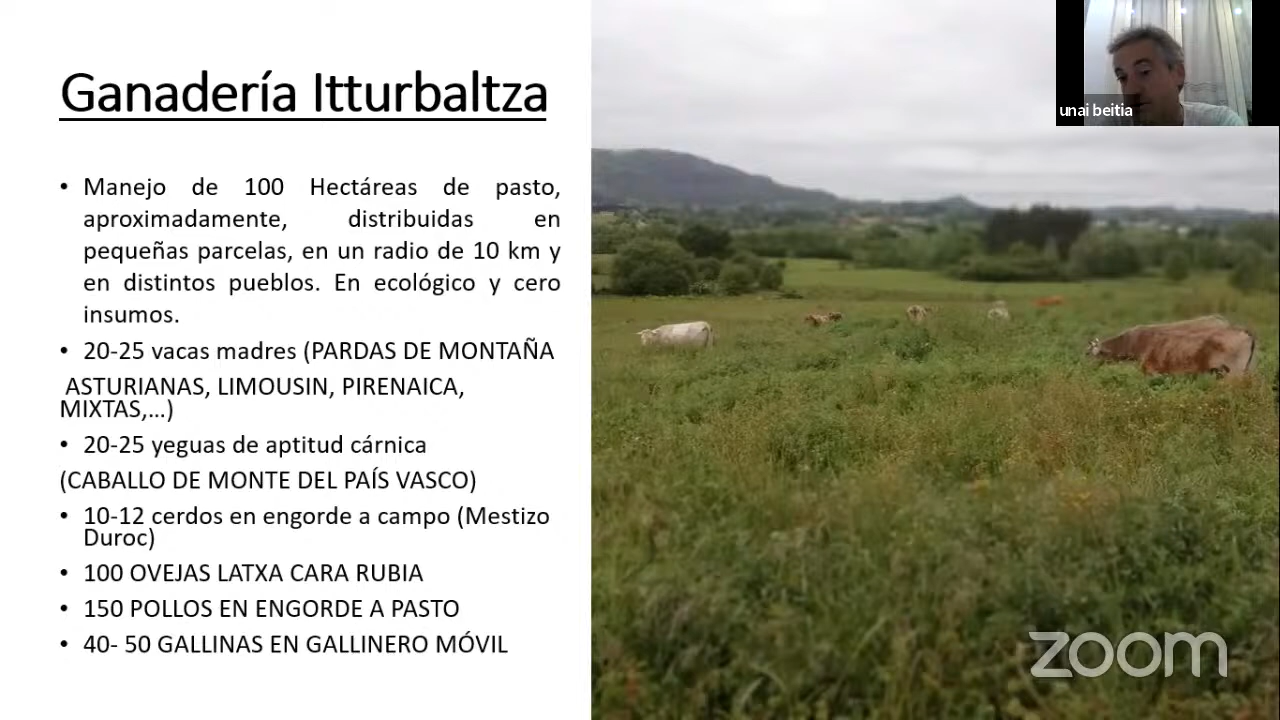 Ganadería Itturbaltza
• Manejo de 100 Hectáreas de pasto,
aproximadamente, distribuidas en
pequeñas parcelas, en un radio de 10 km y
en distintos pueblos. En ecológico y cero
insumos.
• 20-25 vacas madres (PARDAS DE MONTAÑA
ASTURIANAS, LIMOUSIN, PIRENAICA,
MIXTAS,...)
• 20-25 yeguas de aptitud cárnica
(CABALLO DE MONTE DEL PAÍS VASCO)
• 10-12 cerdos en engorde a campo (Mestizo
Duroc)
• 100 OVEJAS LATXA CARA RUBIA
• 150 POLLOS EN ENGORDE A PASTO
• 40- 50 GALLINAS EN GALLINERO MÓVIL
unai beitia
zoom